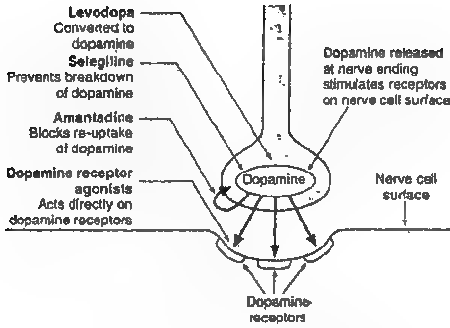 Levodopa
Converted to
dopamine
Selegiline
Prevents breakdown
of dopamine
Amantadine
Blocks re-uptake
of dopamine
Dopamine receptor
agonists
Acts directly on
dopamine receptors
Dopamine released
at nerve ending
stimulates receptors
on nerve cell surface
Dopamine
Nerve cell
surface
Dopamine
receptors